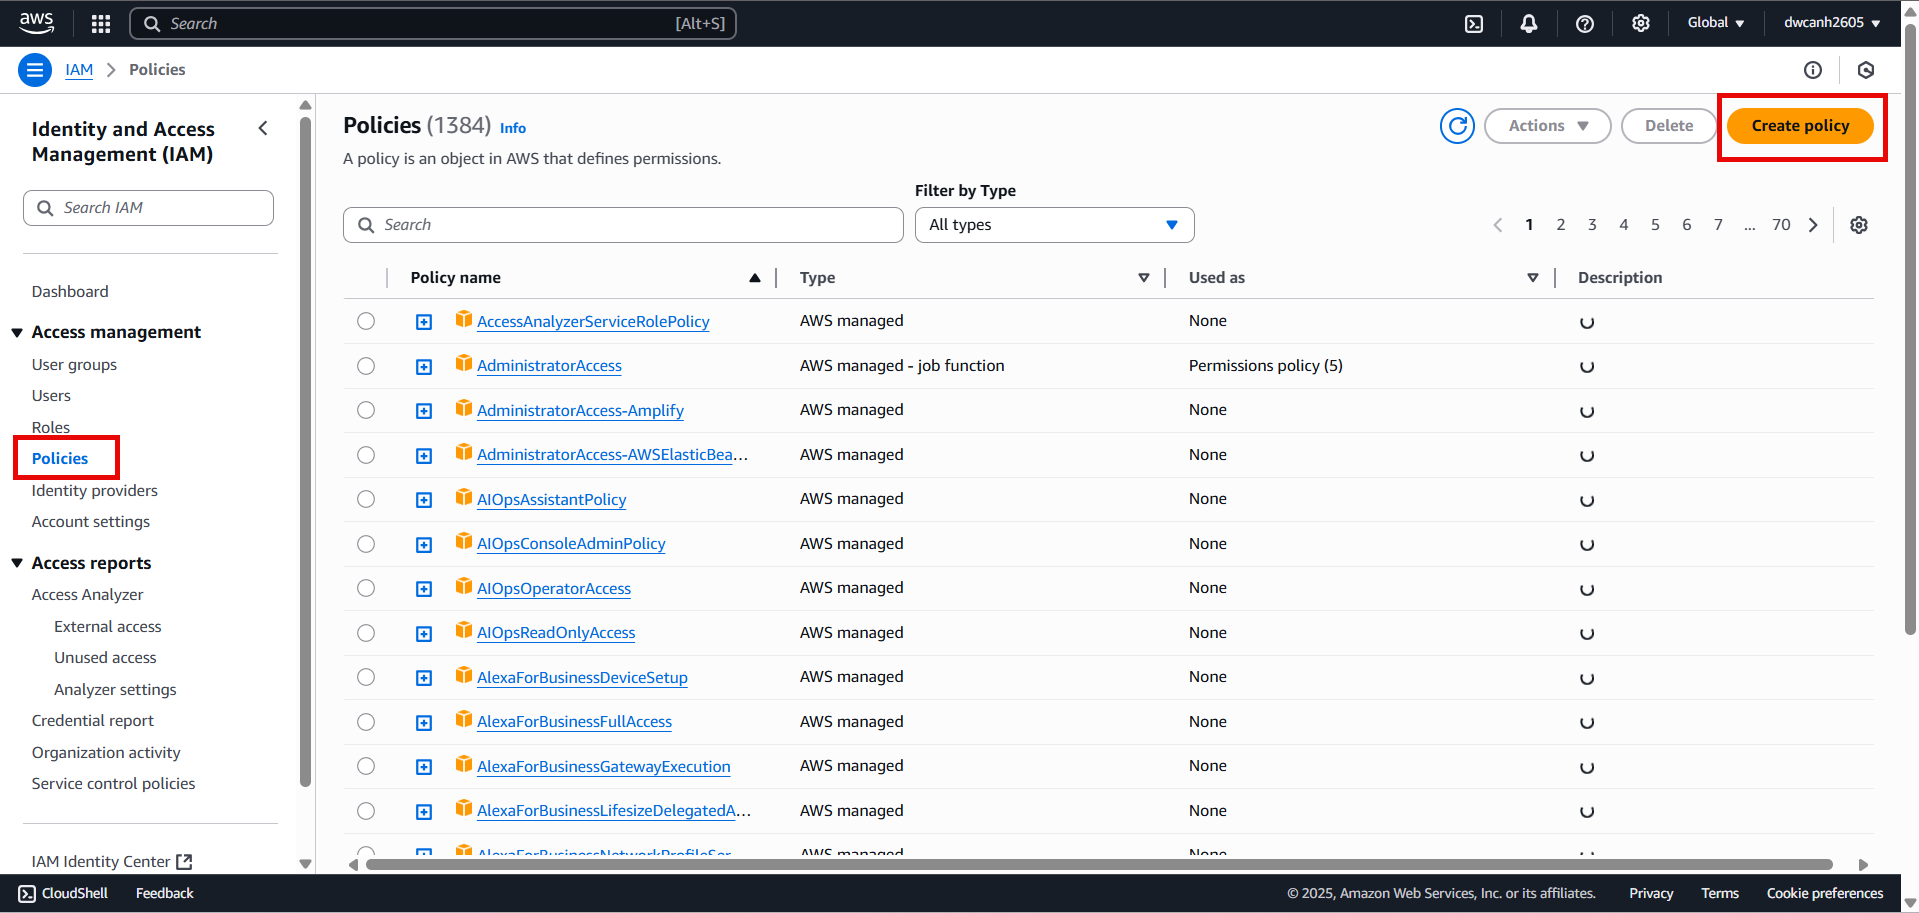 aws
Search [Alt+S]
Global
dwcanh2605
IAM > Policies
Identity and Access
Management (IAM)
Search IAM
Dashboard
Access management
User groups
Users
Roles
Policies
Identity providers
Account settings
Access reports
Access Analyzer
External access
Unused access
Analyzer settings
Credential report
Organization activity
Service control policies
IAM Identity Center
Policies (1384) Info
A policy is an object in AWS that defines permissions.
Actions
Delete
Create policy
Filter by Type
Search
All types
1 2 3 4 5 6 7 ... 70
Policy name Type Used as Description
AccessAnalyzerServiceRolePolicy AWS managed None
AdministratorAccess AWS managed - job function Permissions policy (5)
AdministratorAccess-Amplify AWS managed None
AdministratorAccess-AWSElasticBea... AWS managed None
AIOpsAssistantPolicy AWS managed None
AIOpsConsoleAdminPolicy AWS managed None
AIOpsOperatorAccess AWS managed None
AIOpsReadOnlyAccess AWS managed None
AlexaForBusinessDeviceSetup AWS managed None
AlexaForBusinessFullAccess AWS managed None
AlexaForBusinessGatewayExecution AWS managed None
AlexaForBusinessLifesizeDelegatedA... AWS managed None
AlexaForBusinessNetworkProfileSer AWS managed None
CloudShell Feedback
© 2025, Amazon Web Services, Inc. or its affiliates. Privacy Terms Cookie preferences